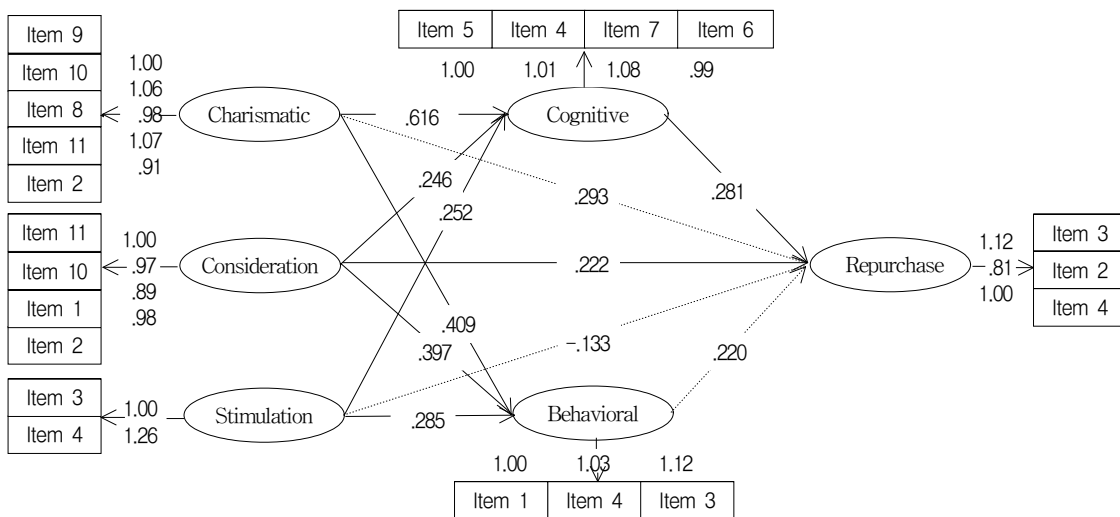 Item 9
Item 10
Item 8
Item 11
Item 2
1.00
1.06
.98
1.07
.91
Charismatic
Item 5 Item 4 Item 7 Item 6
1.00 1.01 1.08 .99
Cognitive
.616
.246
.252
.293
.281
Item 11
Item 10
Item 1
Item 2
1.00
.97
.89
.98
Consideration
.222
Repurchase
1.12
.81
1.00
Item 3
Item 2
Item 4
.409
.397
-.133
.220
Item 3
Item 4
1.00
1.26
Stimulation
.285
Behavioral
1.00 1.03 1.12
Item 1 Item 4 Item 3